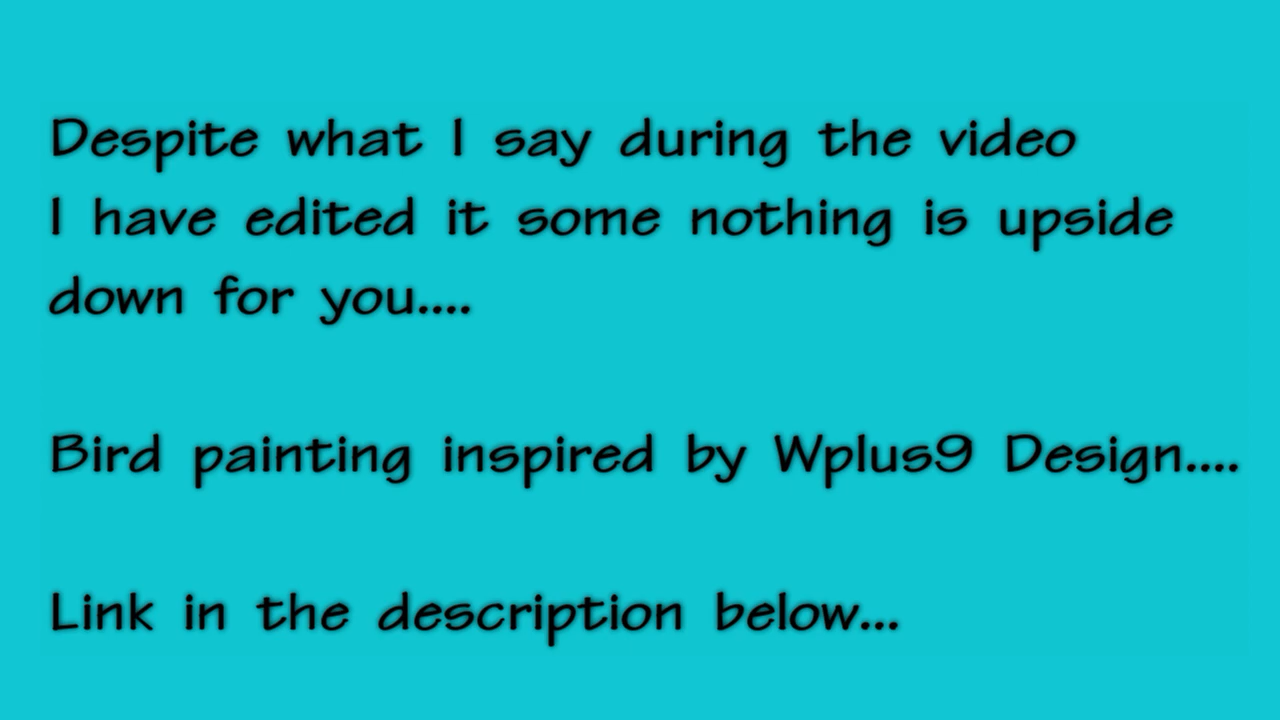 Despite what I say during the video
I have edited it some nothing is upside
down for you....
Bird painting inspired by Wplus9 Design....
Link in the description below...